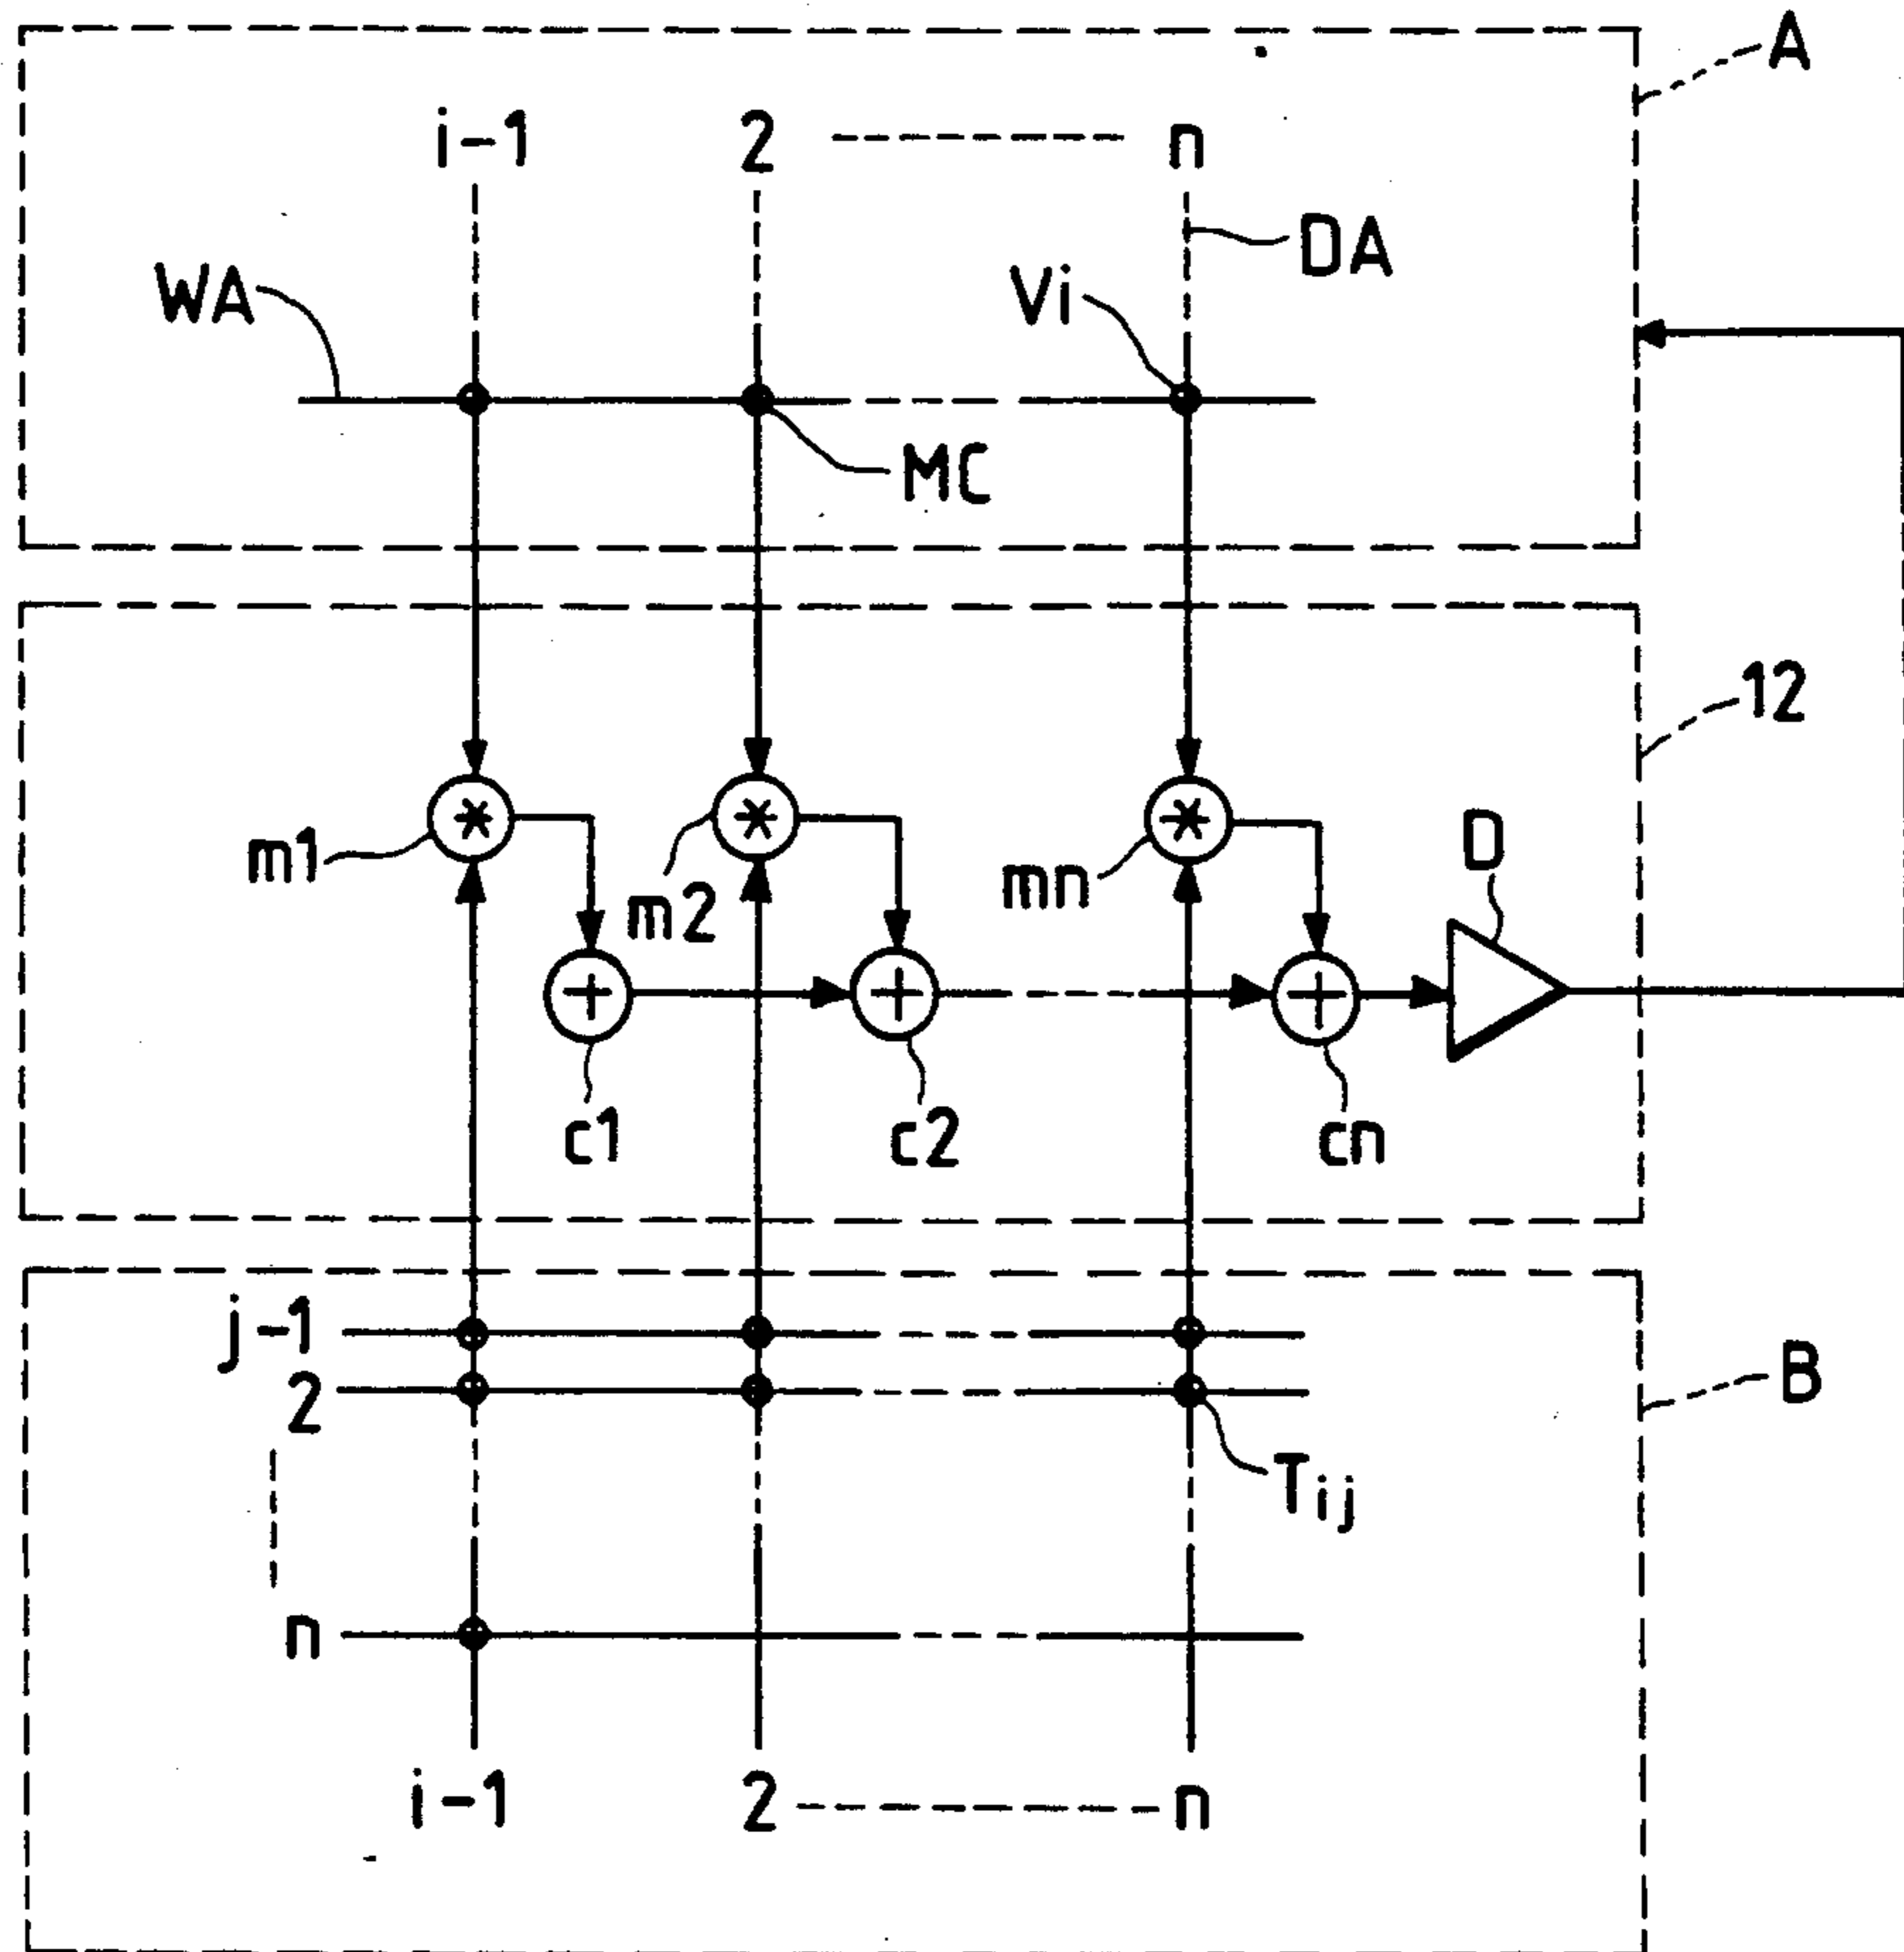 A
i-1 2 n
DA
WA
Vi
MC
12
* * *
m1
m2
mn
D
+ + +
c1 c2 cn
j-1
2
B
Tij
n
i-1 2 n